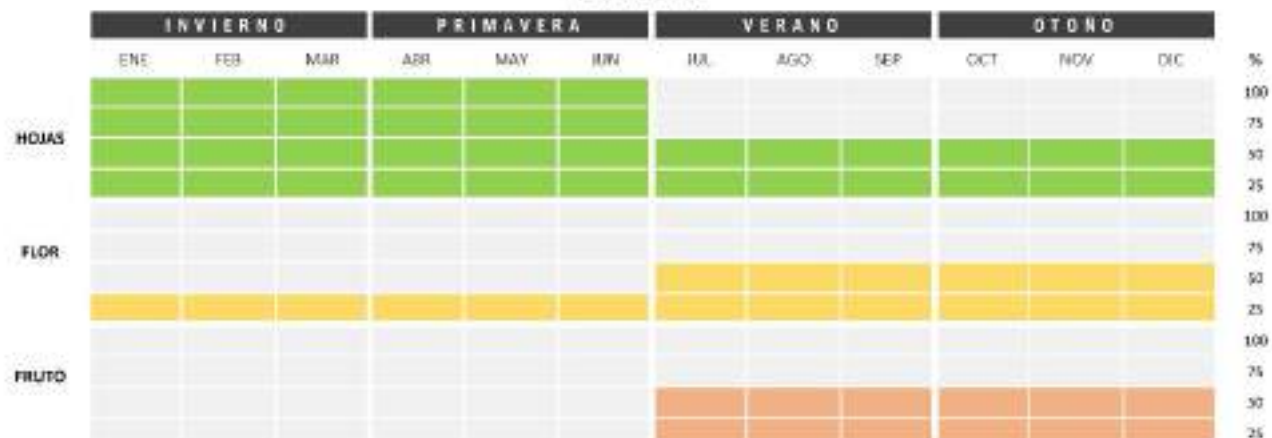 INVIERNO PRIMAVERA VERANO OTOÑO
ENE FEB MAR ABR MAY JUN JUL AGO SEP OCT NOV DIC %
100
75
HOJAS
50
25
100
FLOR 75
50
25
100
FRUTO 75
50
25